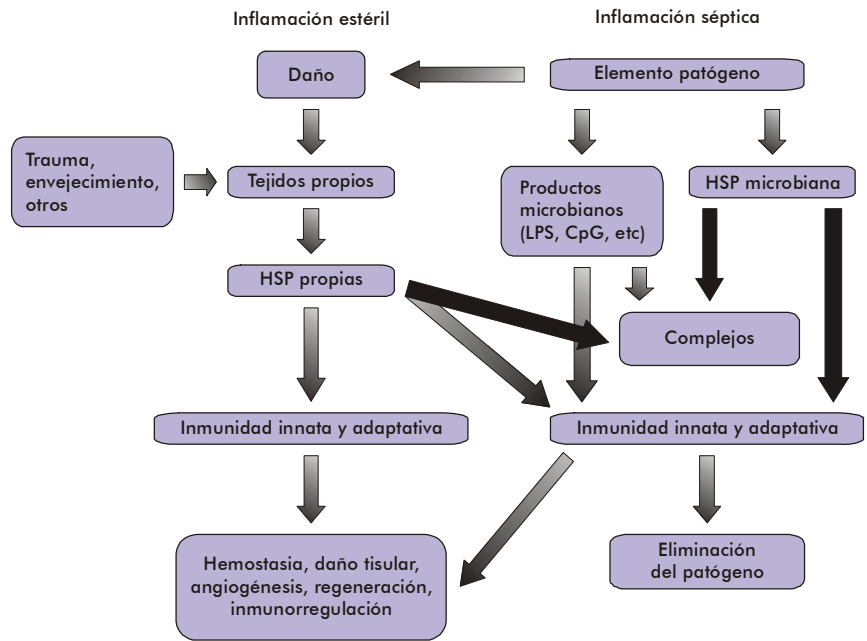 Inflamación estéril
Inflamación séptica
Daño
Elemento patógeno
Trauma,
envejecimiento,
otros
Tejidos propios
Productos
microbianos
(LPS, CpG, etc)
HSP microbiana
HSP propias
Complejos
Inmunidad innata y adaptativa
Inmunidad innata y adaptativa
Hemostasia, daño tisular,
angiogénesis, regeneración,
inmunorregulación
Eliminación
del patógeno